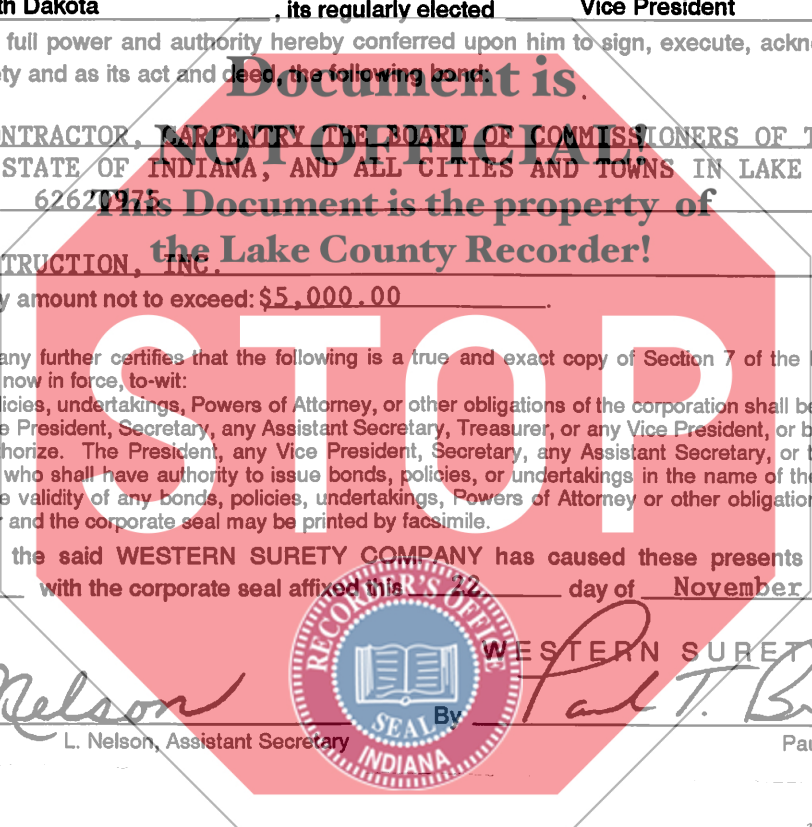 th Dakota , its regularly elected Vice President
full power and authority hereby conferred upon him to sign, execute, ackn
ty and as its act and deed, the following bond:
Document is
NTRACTOR, CARPENTRY THE BOARD OF COMMISSIONERS OF T
NOT OFFICIAL!
STATE OF INDIANA, AND ALL CITIES AND TOWNS IN LAKE
62620975
This Document is the property of
the Lake County Recorder!
TRUCTION, INC.
y amount not to exceed: $5,000.00 .
STOP
any further certifies that the following is a true and exact copy of Section 7 of the
now in force, to-wit:
licies, undertakings, Powers of Attorney, or other obligations of the corporation shall be
e President, Secretary, any Assistant Secretary, Treasurer, or any Vice President, or b
horize. The President, any Vice President, Secretary, any Assistant Secretary, or t
who shall have authority to issue bonds, policies, or undertakings in the name of the
e validity of any bonds, policies, undertakings, Powers of Attorney or other obligation
r and the corporate seal may be printed by facsimile.
the said WESTERN SURETY COMPANY has caused these presents
with the corporate seal affixed this 22 day of November
RECORDER'S OFFICE
SEAL
INDIANA
WESTERN SURETY
Nelson
By Paul T. B
L. Nelson, Assistant Secretary
Pau